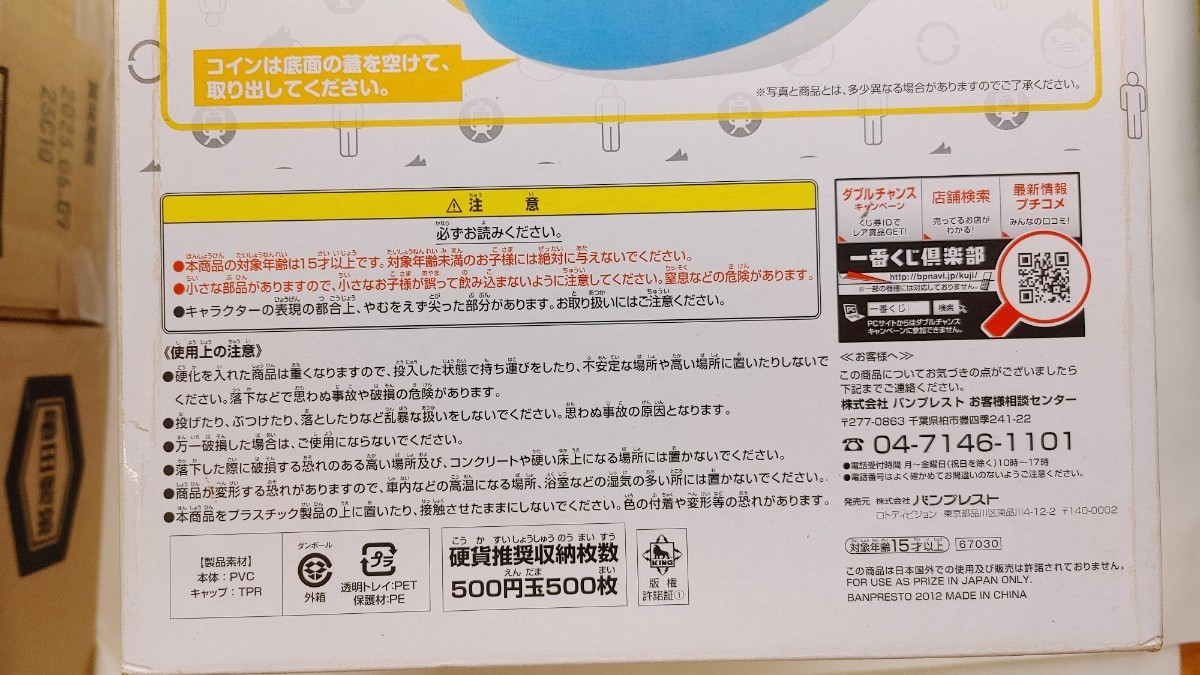 コインは底面の蓋を空けて、
取り出してください。
※写真と商品とは、多少異なる場合がありますのでご了承ください。
⚠注 意
必ずお読みください。
●本商品の対象年齢は15才以上です。対象年齢未満のお子様には絶対に与えないでください。
●小さな部品がありますので、小さなお子様が誤って飲み込まないように注意してください。窒息などの危険があります。
●キャラクターの表現の都合上、やむをえず尖った部分があります。お取り扱いにはご注意ください。
《使用上の注意》
●硬化を入れた商品は重くなりますので、投入した状態で持ち運びをしたり、不安定な場所や高い場所に置いたりしないで
ください。落下などで思わぬ事故や破損の危険があります。
●投げたり、ぶつけたり、落としたりなど乱暴な扱いをしないでください。思わぬ事故の原因となります。
●万一破損した場合は、ご使用にならないでください。
●落下した際に破損する恐れのある高い場所及び、コンクリートや硬い床上になる場所には置かないでください。
●商品が変形する恐れがありますので、車内などの高温になる場所、浴室などの湿気の多い所には置かないでください。
●本商品をプラスチック製品の上に置いたり、接触させたままにしないでください。色の付着や変形等の恐れがあります。
【製品素材】
本体:PVC
キャップ:TPR
ダンボール
外箱
プラ
透明トレイ:PET
保護材:PE
硬貨推奨収納枚数
500円玉500枚
KING
版権
許諾証①
ダブルチャンス
キャンペーン
くじ券IDで
レア賞品GET!
店舗検索
売ってるお店が
わかる!
最新情報
プチコメ
みんなの口コミ!
一番くじ倶楽部
http://bpnavi.jp/kuji/
※一部の機種には対応しておりません。
PC
一番くじ
検索
PCサイトからはダブルチャンス
キャンペーンに参加できません。
≪お客様へ≫
この商品についてお気づきの点がございましたら
下記までご連絡ください。
株式会社 バンプレスト お客様相談センター
〒277-0863 千葉県柏市豊四季241-22
☎ 04-7146-1101
●電話受付時間 月〜金曜日(祝日を除く)10時〜17時
●電話番号はよく確かめてお間違いのないようご注意ください。
発売元 株式会社 バンプレスト
ロトディビジョン 東京都品川区東品川4-12-2 〒140-0002
対象年齢15才以上 67030
この商品は日本国外での使用及び販売は許諾されておりません。
FOR USE AS PRIZE IN JAPAN ONLY.
BANPRESTO 2012 MADE IN CHINA